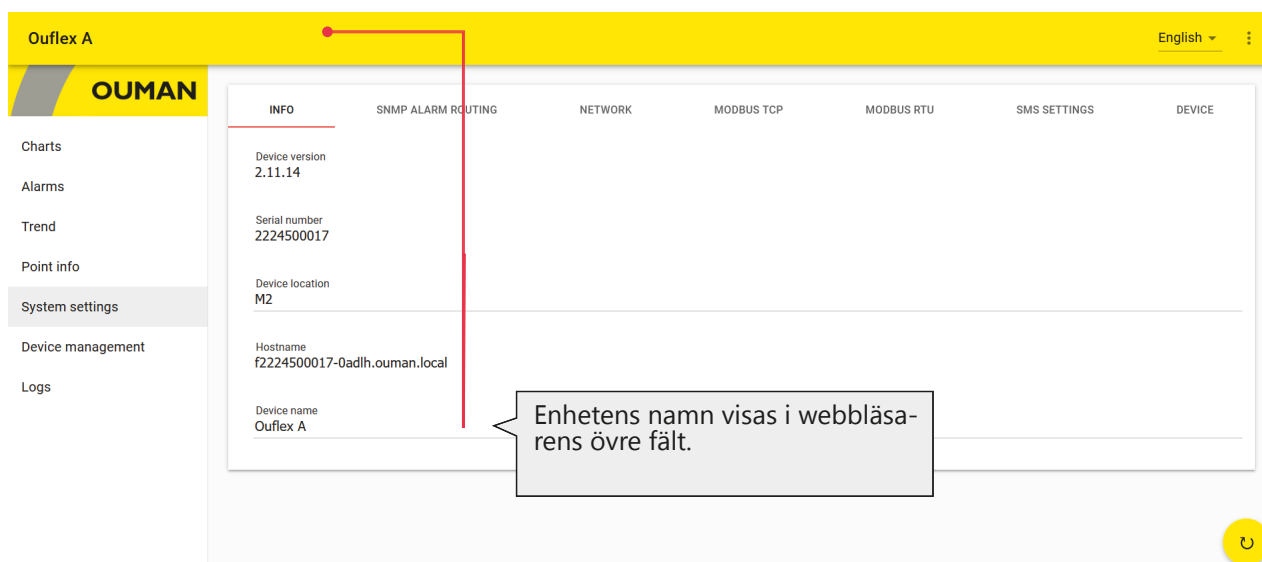 Ouflex A
English
OUMAN
Charts
Alarms
Trend
Point info
System settings
Device management
Logs
INFO
SNMP ALARM ROUTING
NETWORK
MODBUS TCP
MODBUS RTU
SMS SETTINGS
DEVICE
Device version
2.11.14
Serial number
2224500017
Device location
M2
Hostname
f2224500017-0adlh.ouman.local
Device name
Ouflex A
Enhetens namn visas i webbläsa-
rens övre fält.